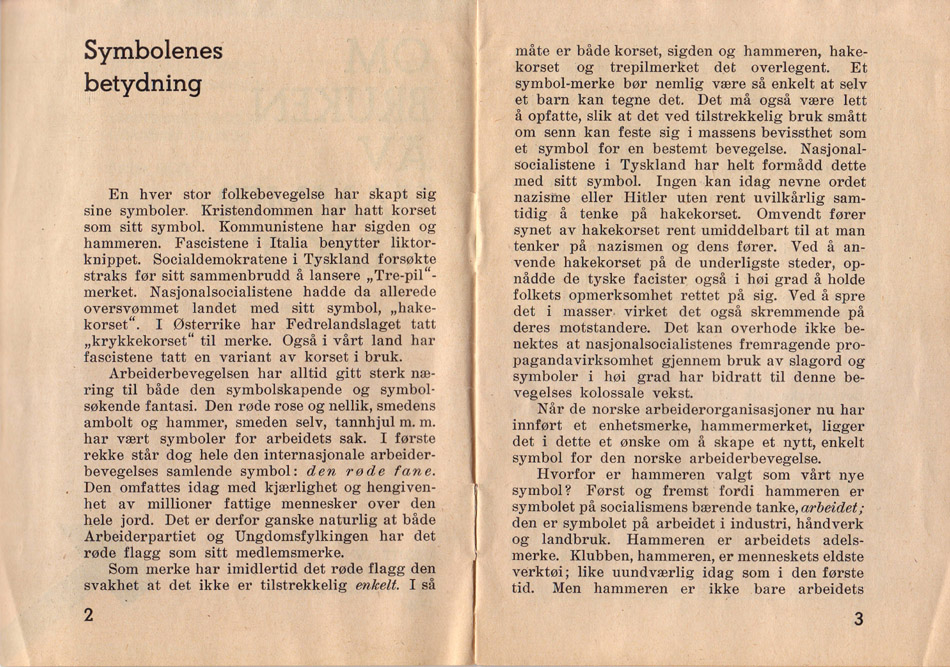 Symbolenes
betydning
En hver stor folkebevegelse har skapt sig
sine symboler. Kristendommen har hatt korset
som sitt symbol. Kommunistene har sigden og
hammeren. Fascistene i Italia benytter liktor-
knippet. Socialdemokratene i Tyskland forsøkte
straks før sitt sammenbrudd å lansere „Tre-pil“-
merket. Nasjonalsocialistene hadde da allerede
oversvømmet landet med sitt symbol, „hake-
korset“. I Østerrike har Fedrelandslaget tatt
„krykkekorset“ til merke. Også i vårt land har
fascistene tatt en variant av korset i bruk.
Arbeiderbevegelsen har alltid gitt sterk næ-
ring til både den symbolskapende og symbol-
søkende fantasi. Den røde rose og nellik, smedens
ambolt og hammer, smeden selv, tannhjul m. m.
har vært symboler for arbeidets sak. I første
rekke står dog hele den internasjonale arbeider-
bevegelses samlende symbol: den røde fane.
Den omfattes idag med kjærlighet og hengiven-
het av millioner fattige mennesker over den
hele jord. Det er derfor ganske naturlig at både
Arbeiderpartiet og Ungdomsfylkingen har det
røde flagg som sitt medlemsmerke.
Som merke har imidlertid det røde flagg den
svakhet at det ikke er tilstrekkelig enkelt. I så
2
måte er både korset, sigden og hammeren, hake-
korset og trepilmerket det overlegent. Et
symbol-merke bør nemlig være så enkelt at selv
et barn kan tegne det. Det må også være lett
å opfatte, slik at det ved tilstrekkelig bruk smått
om senn kan feste sig i massens bevissthet som
et symbol for en bestemt bevegelse. Nasjonal-
socialistene i Tyskland har helt formådd dette
med sitt symbol. Ingen kan idag nevne ordet
nazisme eller Hitler uten rent uvilkårlig sam-
tidig å tenke på hakekorset. Omvendt fører
synet av hakekorset rent umiddelbart til at man
tenker på nazismen og dens fører. Ved å an-
vende hakekorset på de underligste steder, op-
nådde de tyske facister også i høi grad å holde
folkets opmerksomhet rettet på sig. Ved å spre
det i masser virket det også skremmende på
deres motstandere. Det kan overhode ikke be-
nektes at nasjonalsocialistenes fremragende pro-
pagandavirksomhet gjennem bruk av slagord og
symboler i høi grad har bidratt til denne be-
vegelses kolossale vekst.
Når de norske arbeiderorganisasjoner nu har
innført et enhetsmerke, hammermerket, ligger
det i dette et ønske om å skape et nytt, enkelt
symbol for den norske arbeiderbevegelse.
Hvorfor er hammeren valgt som vårt nye
symbol? Først og fremst fordi hammeren er
symbolet på socialismens bærende tanke, arbeidet;
den er symbolet på arbeidet i industri, håndverk
og landbruk. Hammeren er arbeidets adels-
merke. Klubben, hammeren, er menneskets eldste
verktøi; like uundværlig idag som i den første
tid. Men hammeren er ikke bare arbeidets
3